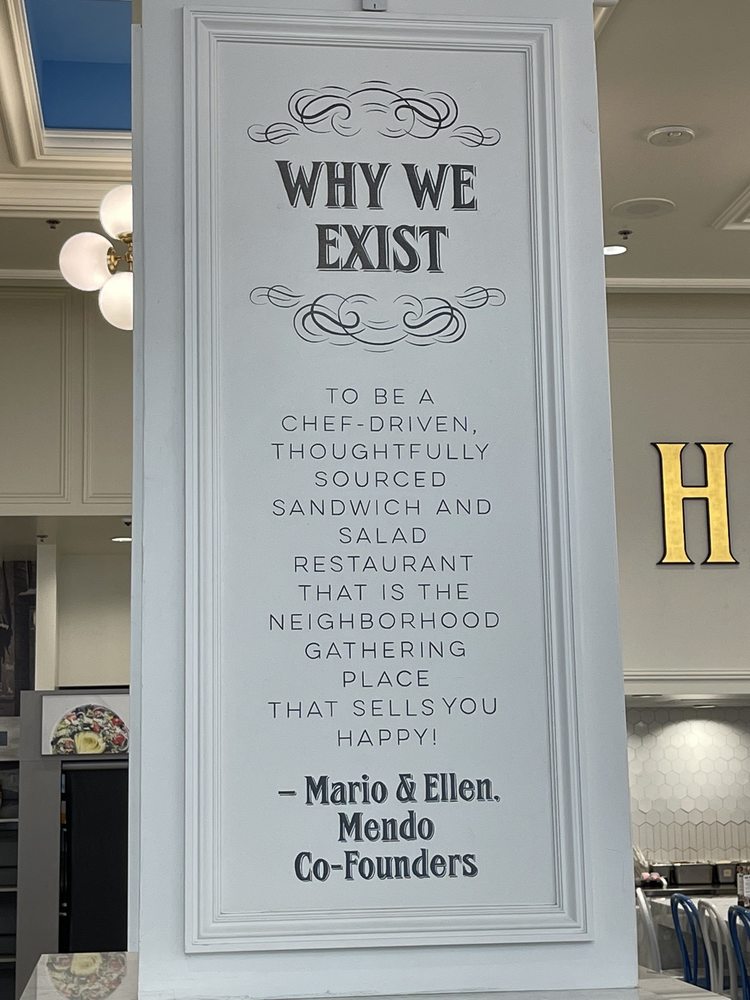 WHY WE
EXIST
TO BE A
CHEF-DRIVEN,
THOUGHTFULLY
SOURCED
SANDWICH AND
SALAD
RESTAURANT
THAT IS THE
NEIGHBORHOOD
GATHERING
PLACE
THAT SELLS YOU
HAPPY!
– Mario & Ellen,
Mendo
Co-Founders
H